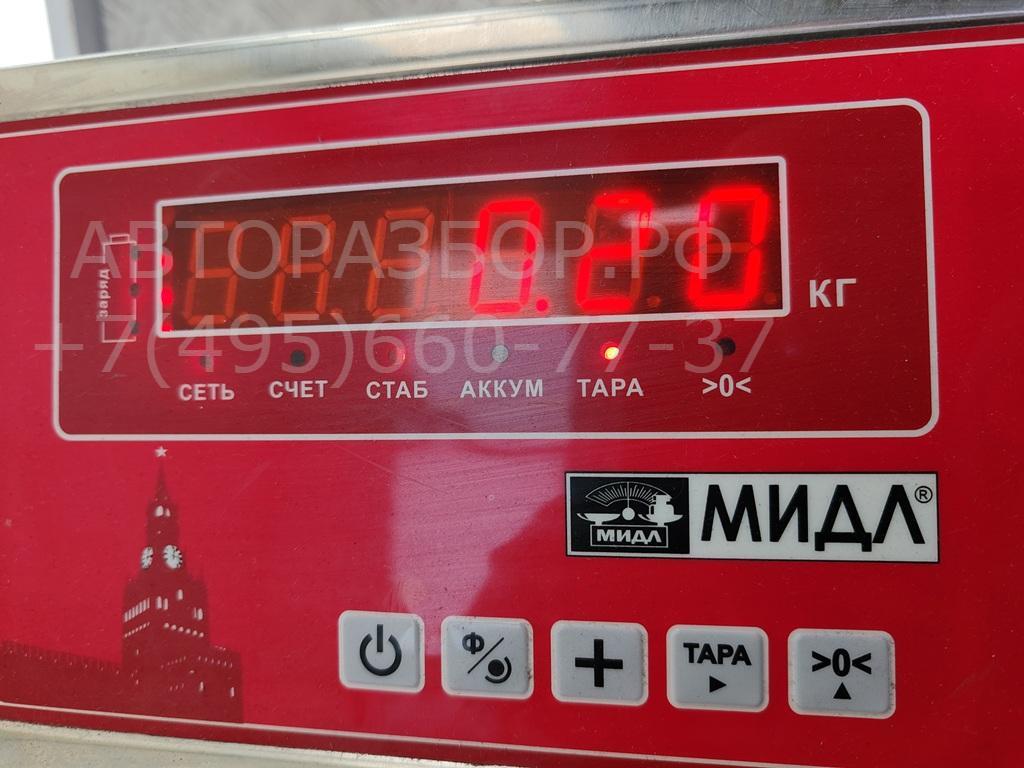 АВТОРАЗБОР.РФ
+7(495)660-77-37
заряд
0.20
КГ
СЕТЬ СЧЕТ СТАБ АККУМ ТАРА >0<
МИДЛ МИДЛ®
Ф + ТАРА >0<